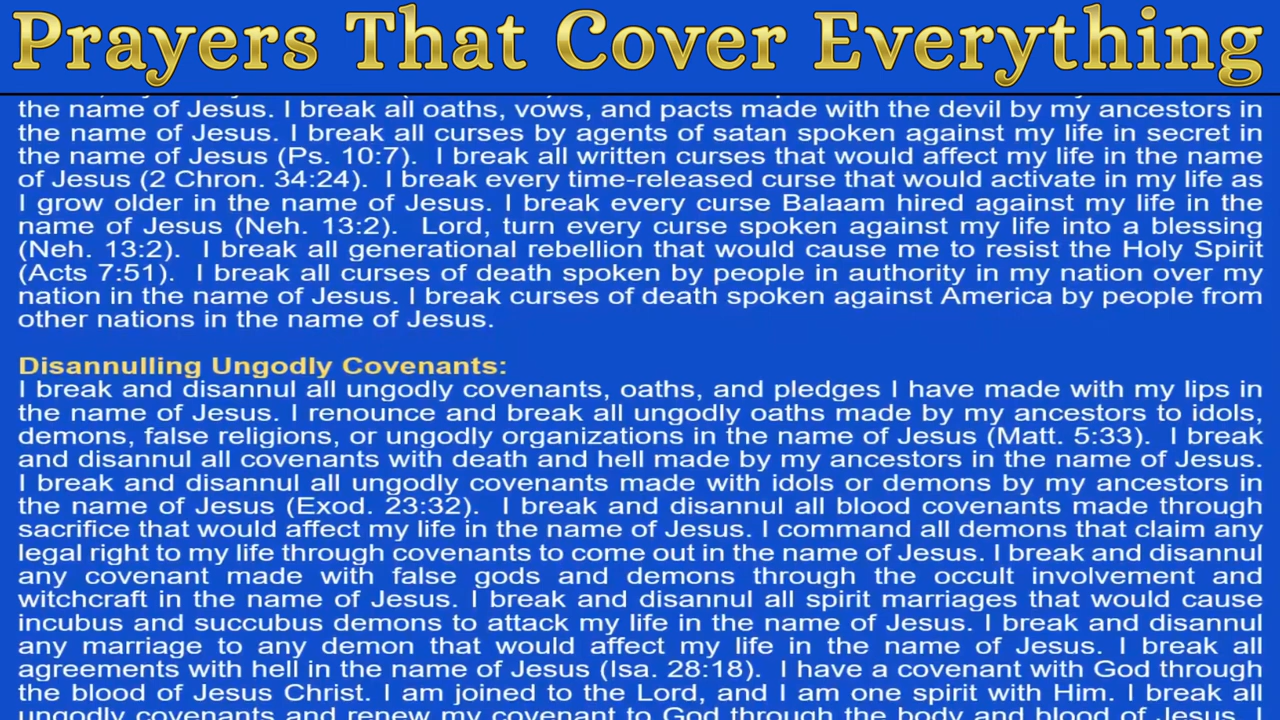 Prayers That Cover Everything
the name of Jesus. I break all oaths, vows, and pacts made with the devil by my ancestors in
the name of Jesus. I break all curses by agents of satan spoken against my life in secret in
the name of Jesus (Ps. 10:7).  I break all written curses that would affect my life in the name
of Jesus (2 Chron. 34:24).  I break every time-released curse that would activate in my life as
I grow older in the name of Jesus. I break every curse Balaam hired against my life in the
name of Jesus (Neh. 13:2).  Lord, turn every curse spoken against my life into a blessing
(Neh. 13:2).  I break all generational rebellion that would cause me to resist the Holy Spirit
(Acts 7:51).  I break all curses of death spoken by people in authority in my nation over my
nation in the name of Jesus. I break curses of death spoken against America by people from
other nations in the name of Jesus.
Disannulling Ungodly Covenants:
I break and disannul all ungodly covenants, oaths, and pledges I have made with my lips in
the name of Jesus. I renounce and break all ungodly oaths made by my ancestors to idols,
demons, false religions, or ungodly organizations in the name of Jesus (Matt. 5:33).  I break
and disannul all covenants with death and hell made by my ancestors in the name of Jesus.
I break and disannul all ungodly covenants made with idols or demons by my ancestors in
the name of Jesus (Exod. 23:32).  I break and disannul all blood covenants made through
sacrifice that would affect my life in the name of Jesus. I command all demons that claim any
legal right to my life through covenants to come out in the name of Jesus. I break and disannul
any covenant made with false gods and demons through the occult involvement and
witchcraft in the name of Jesus. I break and disannul all spirit marriages that would cause
incubus and succubus demons to attack my life in the name of Jesus. I break and disannul
any marriage to any demon that would affect my life in the name of Jesus. I break all
agreements with hell in the name of Jesus (Isa. 28:18).  I have a covenant with God through
the blood of Jesus Christ. I am joined to the Lord, and I am one spirit with Him. I break all
ungodly covenants and renew my covenant to God through the body and blood of Jesus. I